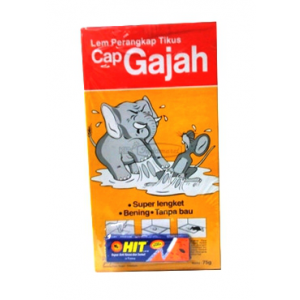 Lem Perangkap Tikus
Cap
Gajah
• Super lengket
• Bening • Tanpa bau
HIT